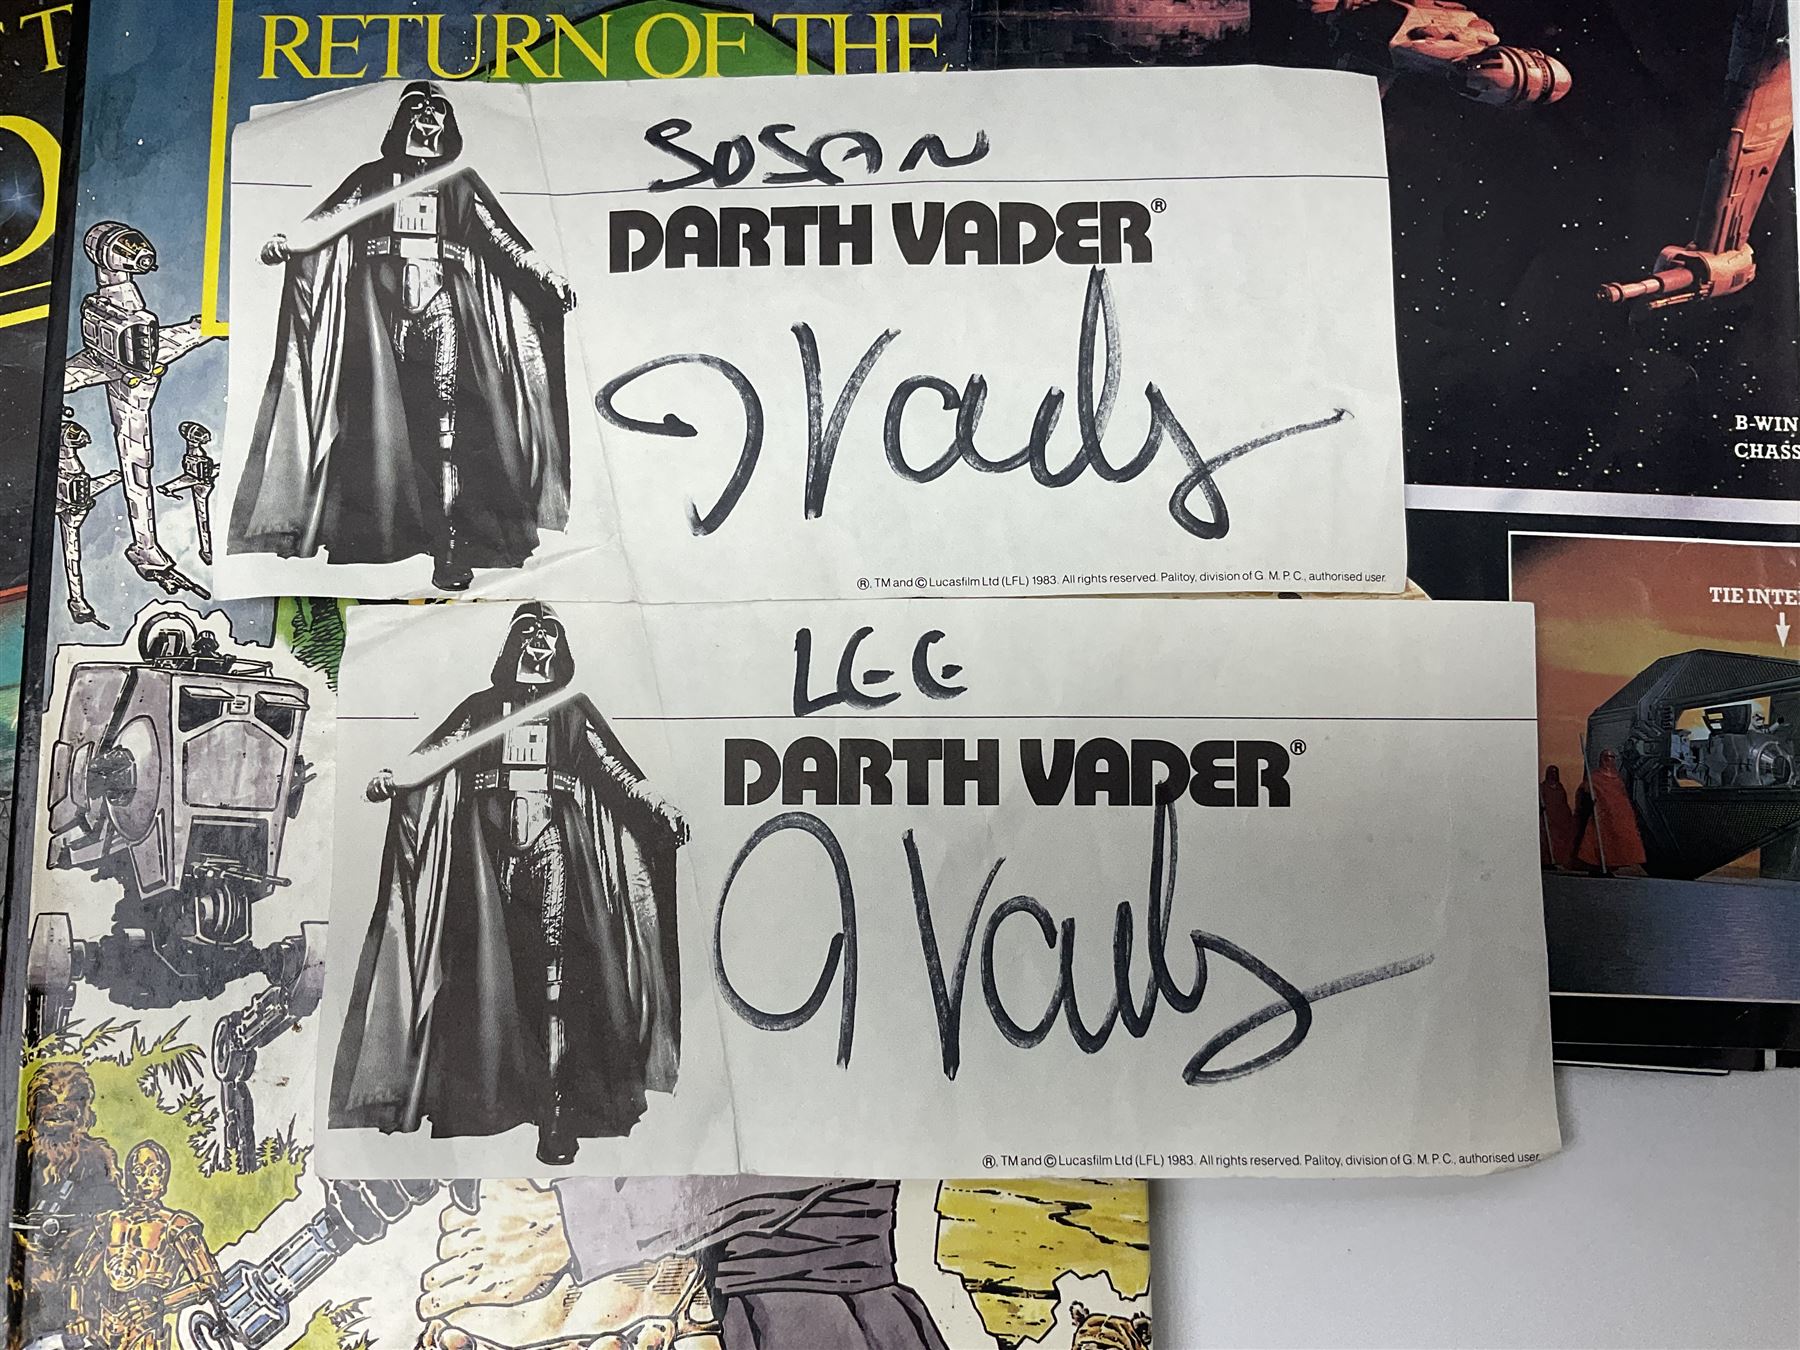 RETURN OF THE
SUSAN
DARTH VADER®
®, TM and © Lucasfilm Ltd (LFL) 1983. All rights reserved. Palitoy, division of G.M.P.C., authorised user.
LEE
DARTH VADER®
®, TM and © Lucasfilm Ltd (LFL) 1983. All rights reserved. Palitoy, division of G.M.P.C., authorised user.
B-WIN
CHASS
TIE INTE